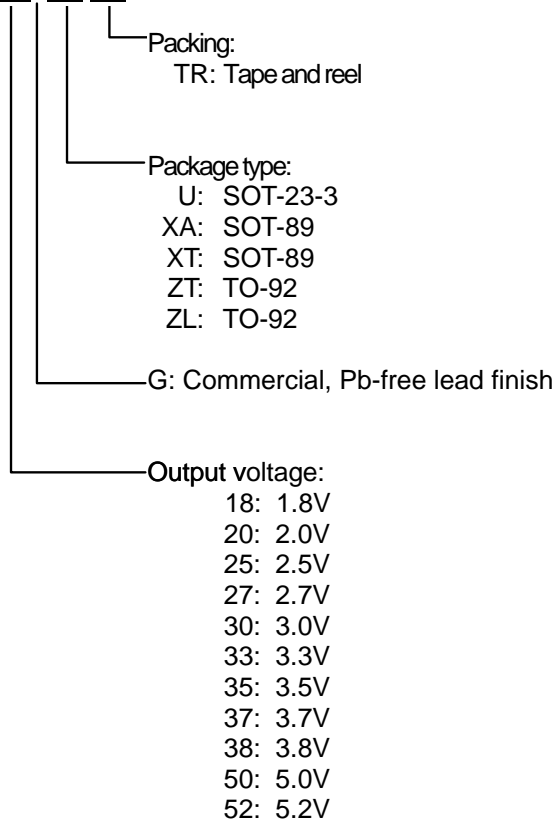 Packing:
TR: Tape and reel
Package type:
U: SOT-23-3
XA: SOT-89
XT: SOT-89
ZT: TO-92
ZL: TO-92
G: Commercial, Pb-free lead finish
Output voltage:
18: 1.8V
20: 2.0V
25: 2.5V
27: 2.7V
30: 3.0V
33: 3.3V
35: 3.5V
37: 3.7V
38: 3.8V
50: 5.0V
52: 5.2V